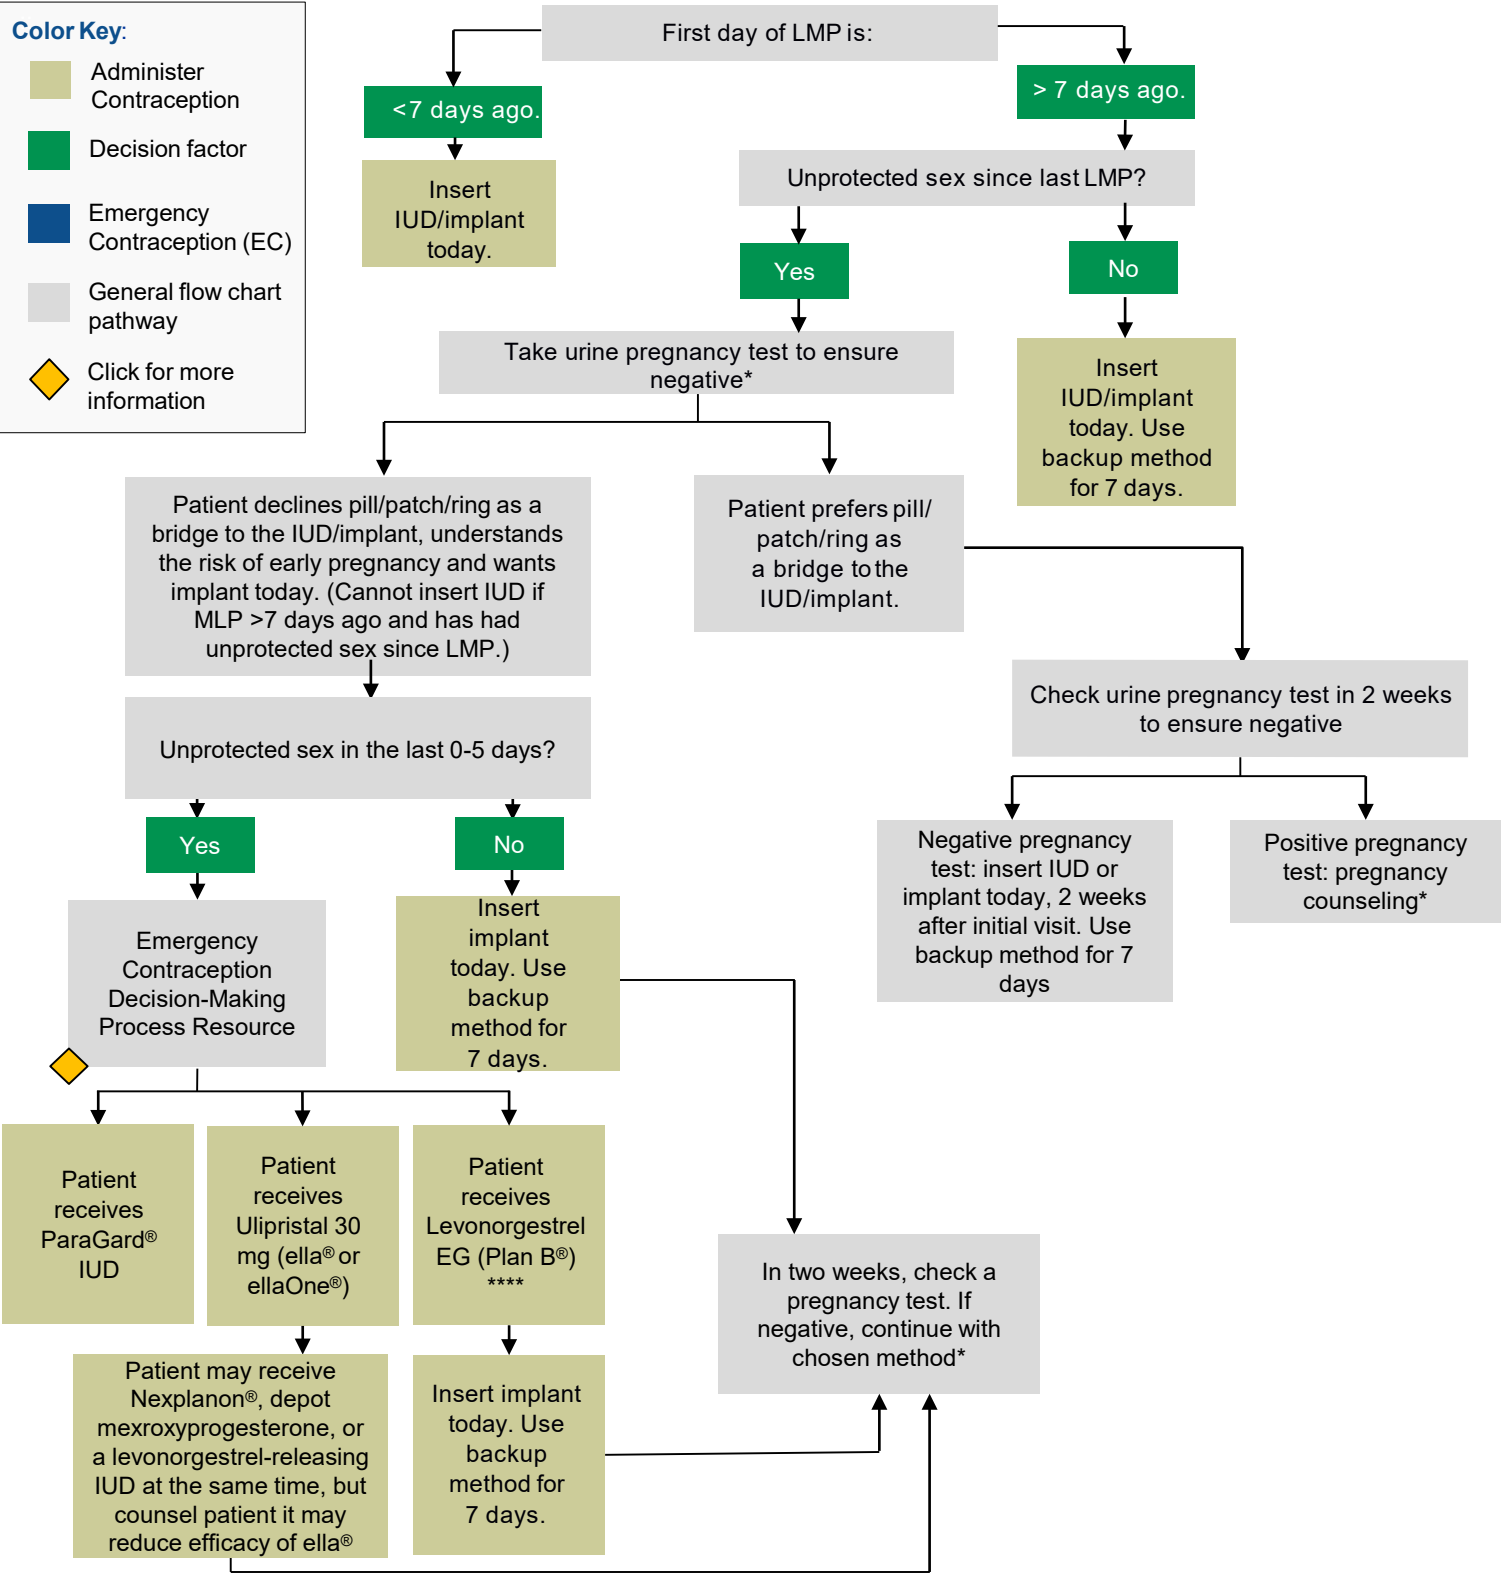 Color Key:
Administer
Contraception
Decision factor
Emergency
Contraception (EC)
General flow chart
pathway
Click for more
information
First day of LMP is:
<7 days ago.
> 7 days ago.
Insert
IUD/implant
today.
Unprotected sex since last LMP?
Yes
No
Take urine pregnancy test to ensure
negative*
Insert
IUD/implant
today. Use
backup method
for 7 days.
Patient declines pill/patch/ring as a
bridge to the IUD/implant, understands
the risk of early pregnancy and wants
implant today. (Cannot insert IUD if
MLP >7 days ago and has had
unprotected sex since LMP.)
Patient prefers pill/
patch/ring as
a bridge to the
IUD/implant.
Check urine pregnancy test in 2 weeks
to ensure negative
Unprotected sex in the last 0-5 days?
Yes
No
Negative pregnancy
test: insert IUD or
implant today, 2 weeks
after initial visit. Use
backup method for 7
days
Positive pregnancy
test: pregnancy
counseling*
Emergency
Contraception
Decision-Making
Process Resource
Insert
implant
today. Use
backup
method for
7 days.
Patient
receives
ParaGard®
IUD
Patient
receives
Ulipristal 30
mg (ella® or
ellaOne®)
Patient
receives
Levonorgestrel
EG (Plan B®)
****
In two weeks, check a
pregnancy test. If
negative, continue with
chosen method*
Patient may receive
Nexplanon®, depot
mexroxyprogesterone, or
a levonorgestrel-releasing
IUD at the same time, but
counsel patient it may
reduce efficacy of ella®
Insert implant
today. Use
backup
method for
7 days.